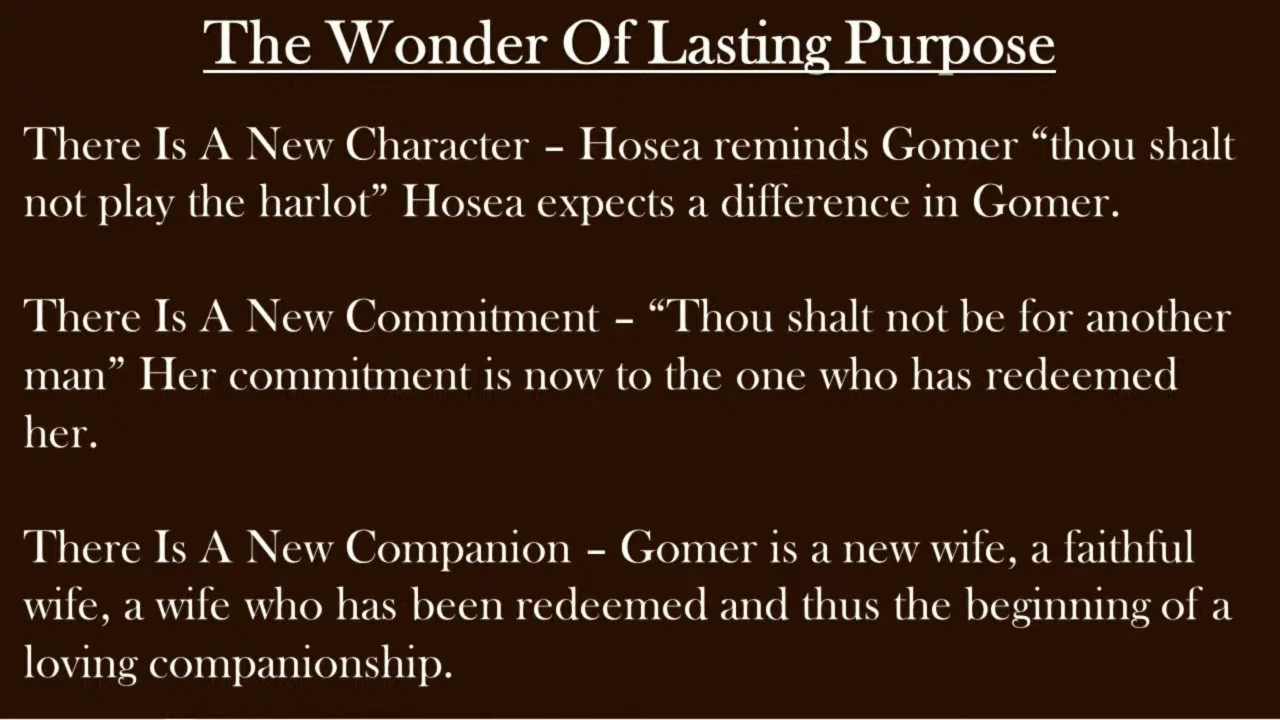 The Wonder Of Lasting Purpose
There Is A New Character – Hosea reminds Gomer “thou shalt
not play the harlot” Hosea expects a difference in Gomer.
There Is A New Commitment – “Thou shalt not be for another
man” Her commitment is now to the one who has redeemed
her.
There Is A New Companion – Gomer is a new wife, a faithful
wife, a wife who has been redeemed and thus the beginning of a
loving companionship.